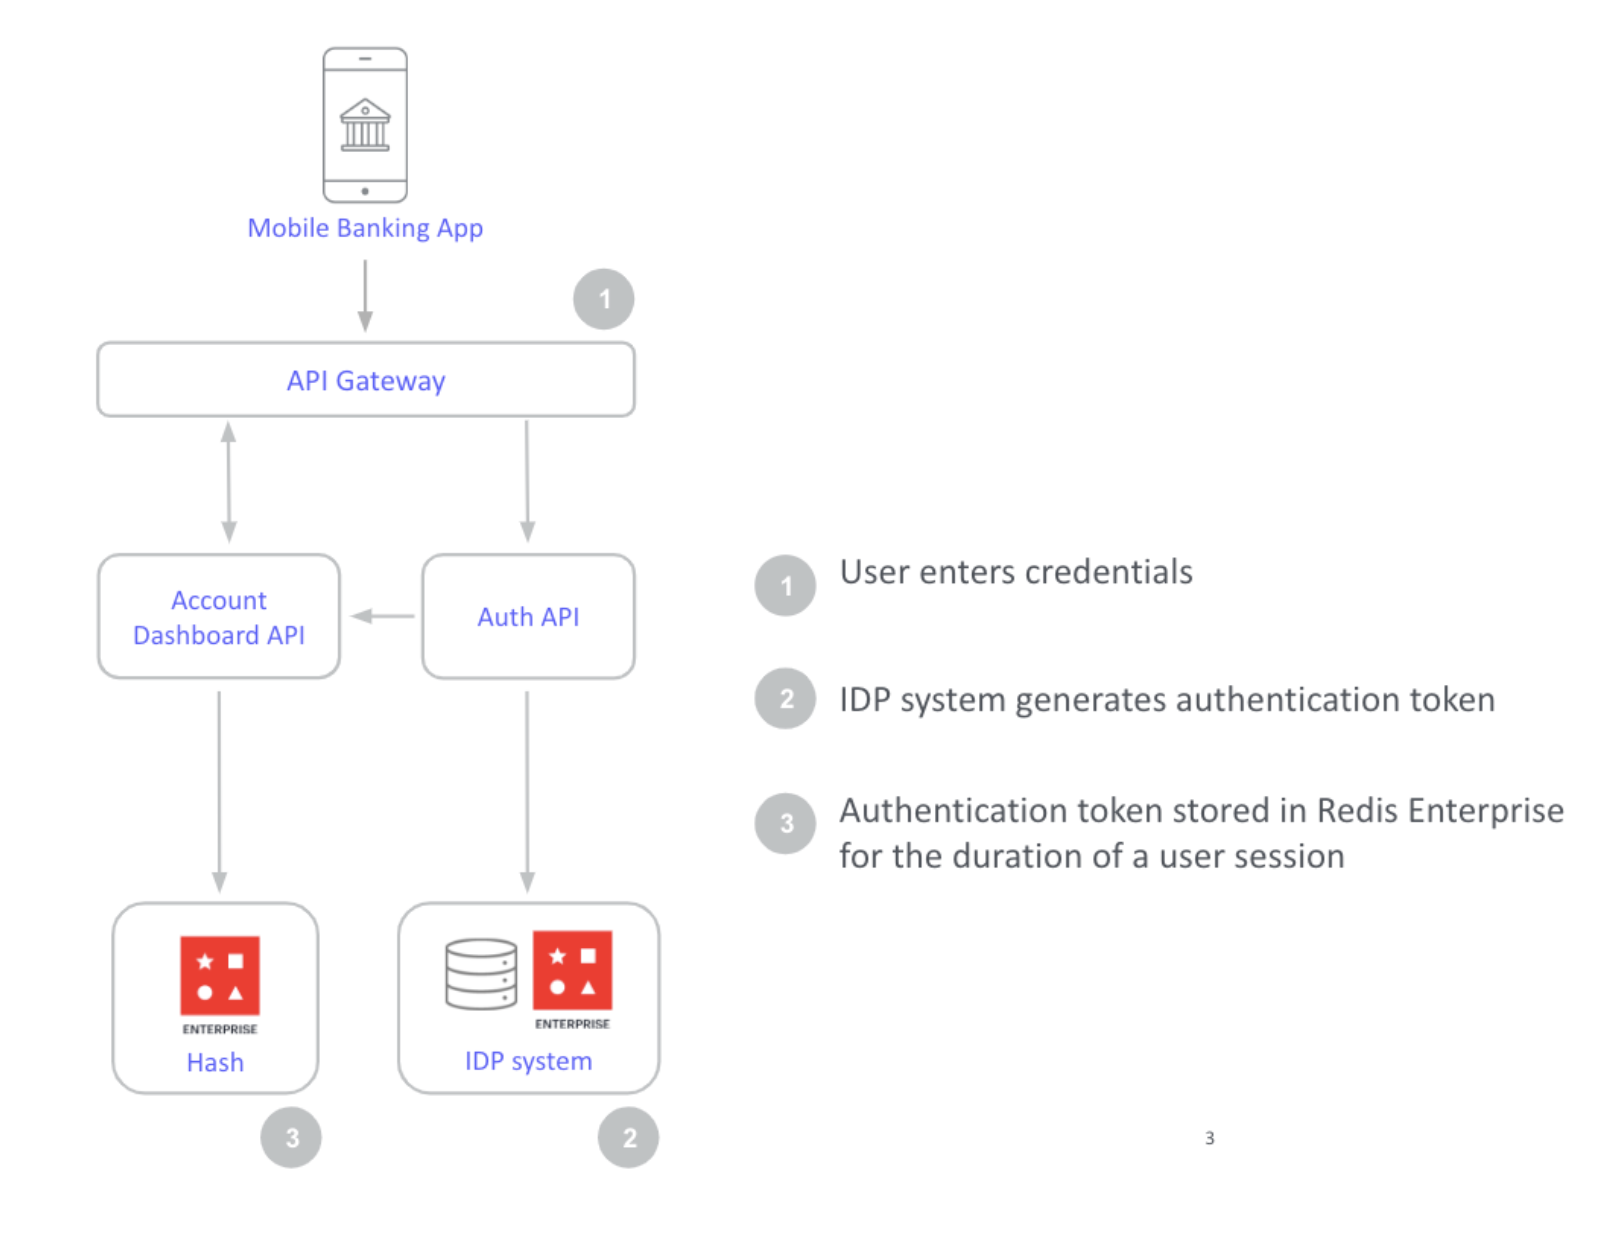 Mobile Banking App
1
API Gateway
Account
Dashboard API
Auth API
ENTERPRISE
Hash
ENTERPRISE
IDP system
3
2
1 User enters credentials
2 IDP system generates authentication token
3 Authentication token stored in Redis Enterprise
for the duration of a user session
3